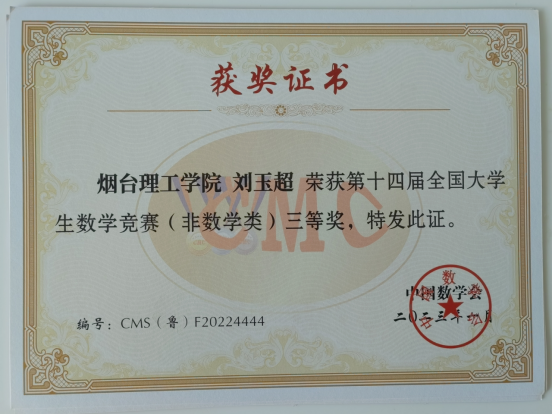 获奖证书
CMC
烟台理工学院 刘玉超 荣获第十四届全国大学
生数学竞赛（非数学类）三等奖，特发此证。
中国数学会
编号：CMS（鲁）F20224444